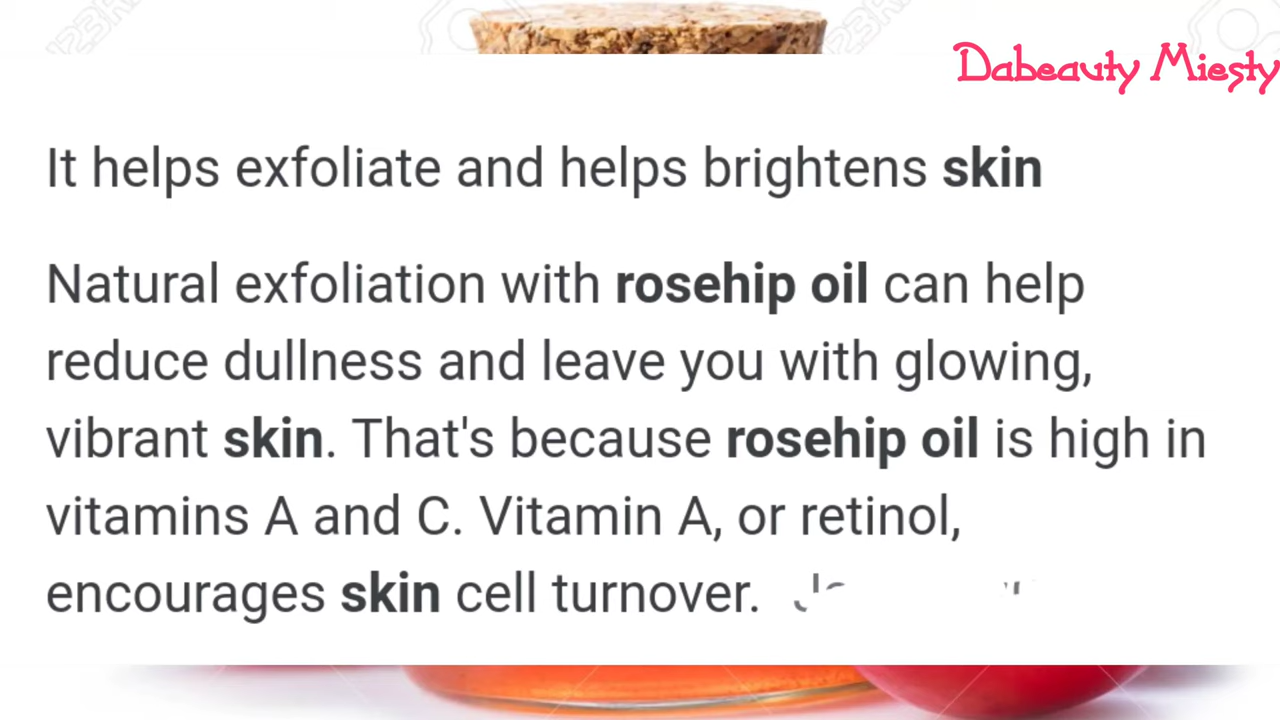 Dabeauty Miesty
It helps exfoliate and helps brightens skin
Natural exfoliation with rosehip oil can help
reduce dullness and leave you with glowing,
vibrant skin. That's because rosehip oil is high in
vitamins A and C. Vitamin A, or retinol,
encourages skin cell turnover.